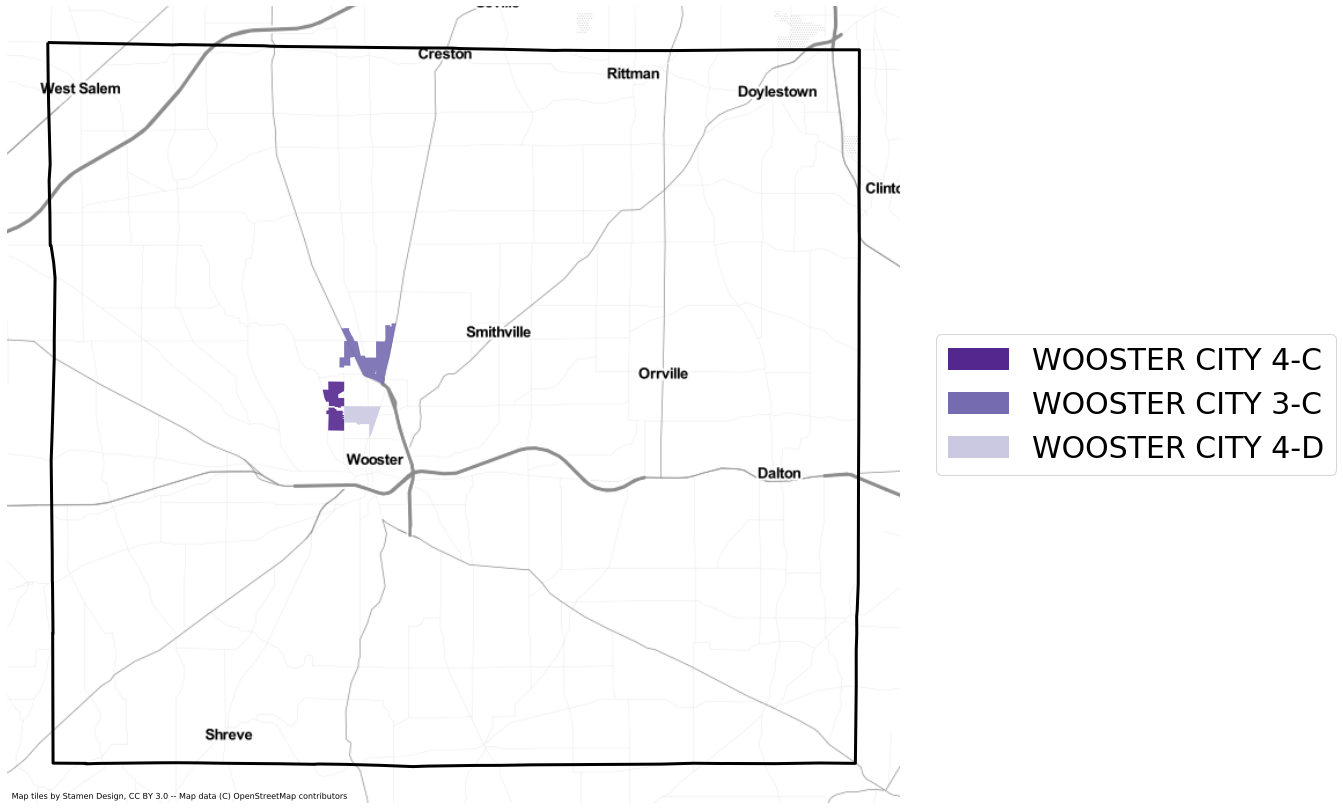 Creston
Rittman
West Salem
Doylestown
Smithville
Orrville
WOOSTER CITY 4-C
WOOSTER CITY 3-C
WOOSTER CITY 4-D
Wooster
Dalton
Shreve
Map tiles by Stamen Design, CC BY 3.0 -- Map data (C) OpenStreetMap contributors